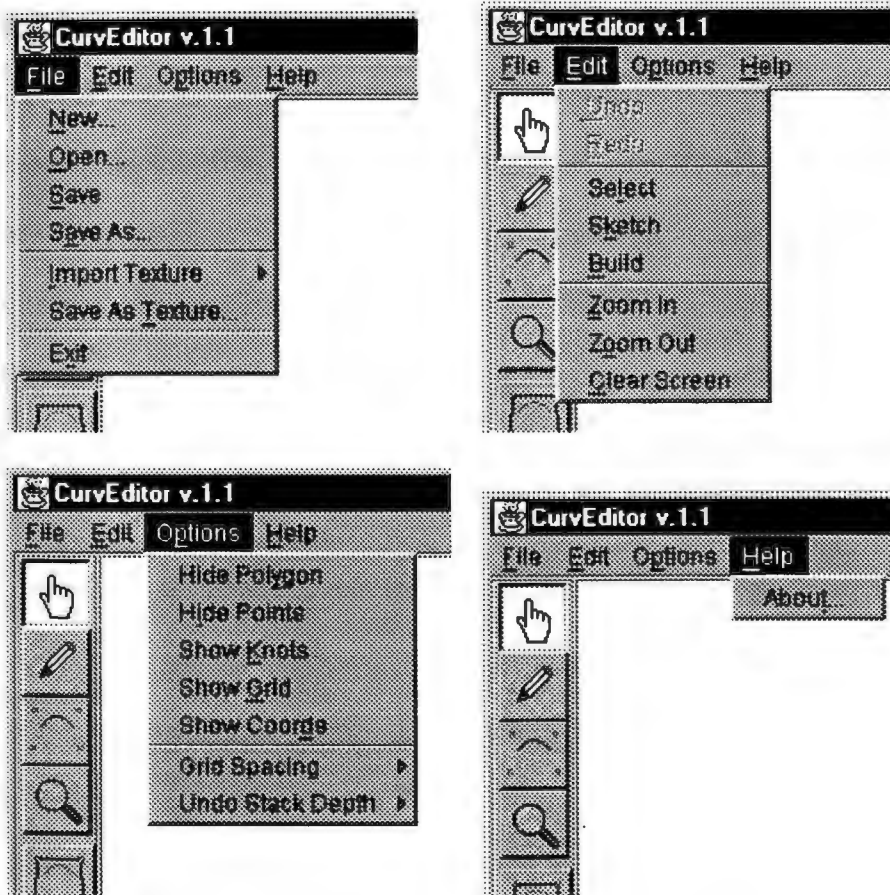 CurvEditor v.1.1
File Edit Options Help
New...
Open...
Save
Save As...
Import Texture
Save As Texture...
Exit
CurvEditor v.1.1
File Edit Options Help
Undo
Redo
Select
Sketch
Build
Zoom In
Zoom Out
Clear Screen
CurvEditor v.1.1
File Edit Options Help
Hide Polygon
Hide Points
Show Knots
Show Grid
Show Coords
Grid Spacing
Undo Stack Depth
CurvEditor v.1.1
File Edit Options Help
About...